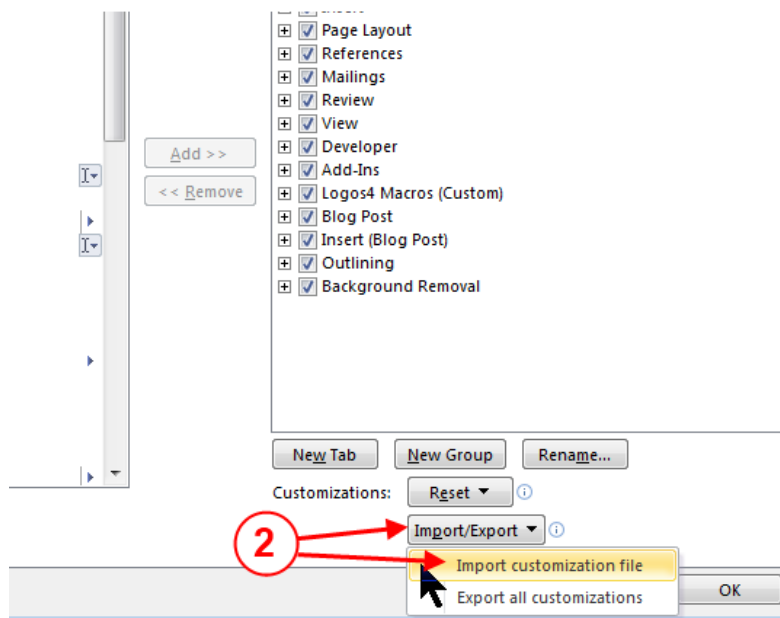 Page Layout
References
Mailings
Review
View
Developer
Add-Ins
Logos4 Macros (Custom)
Blog Post
Insert (Blog Post)
Outlining
Background Removal
Add >>
<< Remove
New Tab New Group Rename...
Customizations: Reset
2 Import/Export
Import customization file
Export all customizations OK